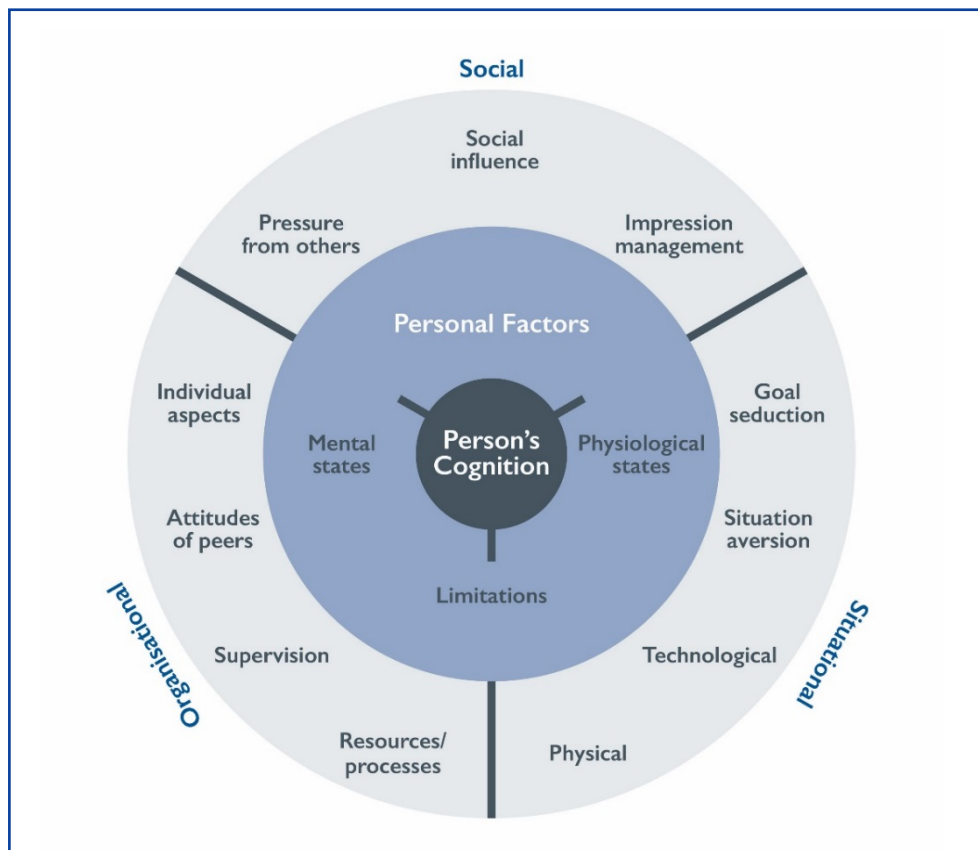 Social
Social
influence
Pressure
from others
Impression
management
Personal Factors
Individual
aspects
Goal
seduction
Mental
states
Person's
Cognition
Physiological
states
Attitudes
of peers
Situation
aversion
Limitations
Organisational
Situational
Supervision
Technological
Resources/
processes
Physical